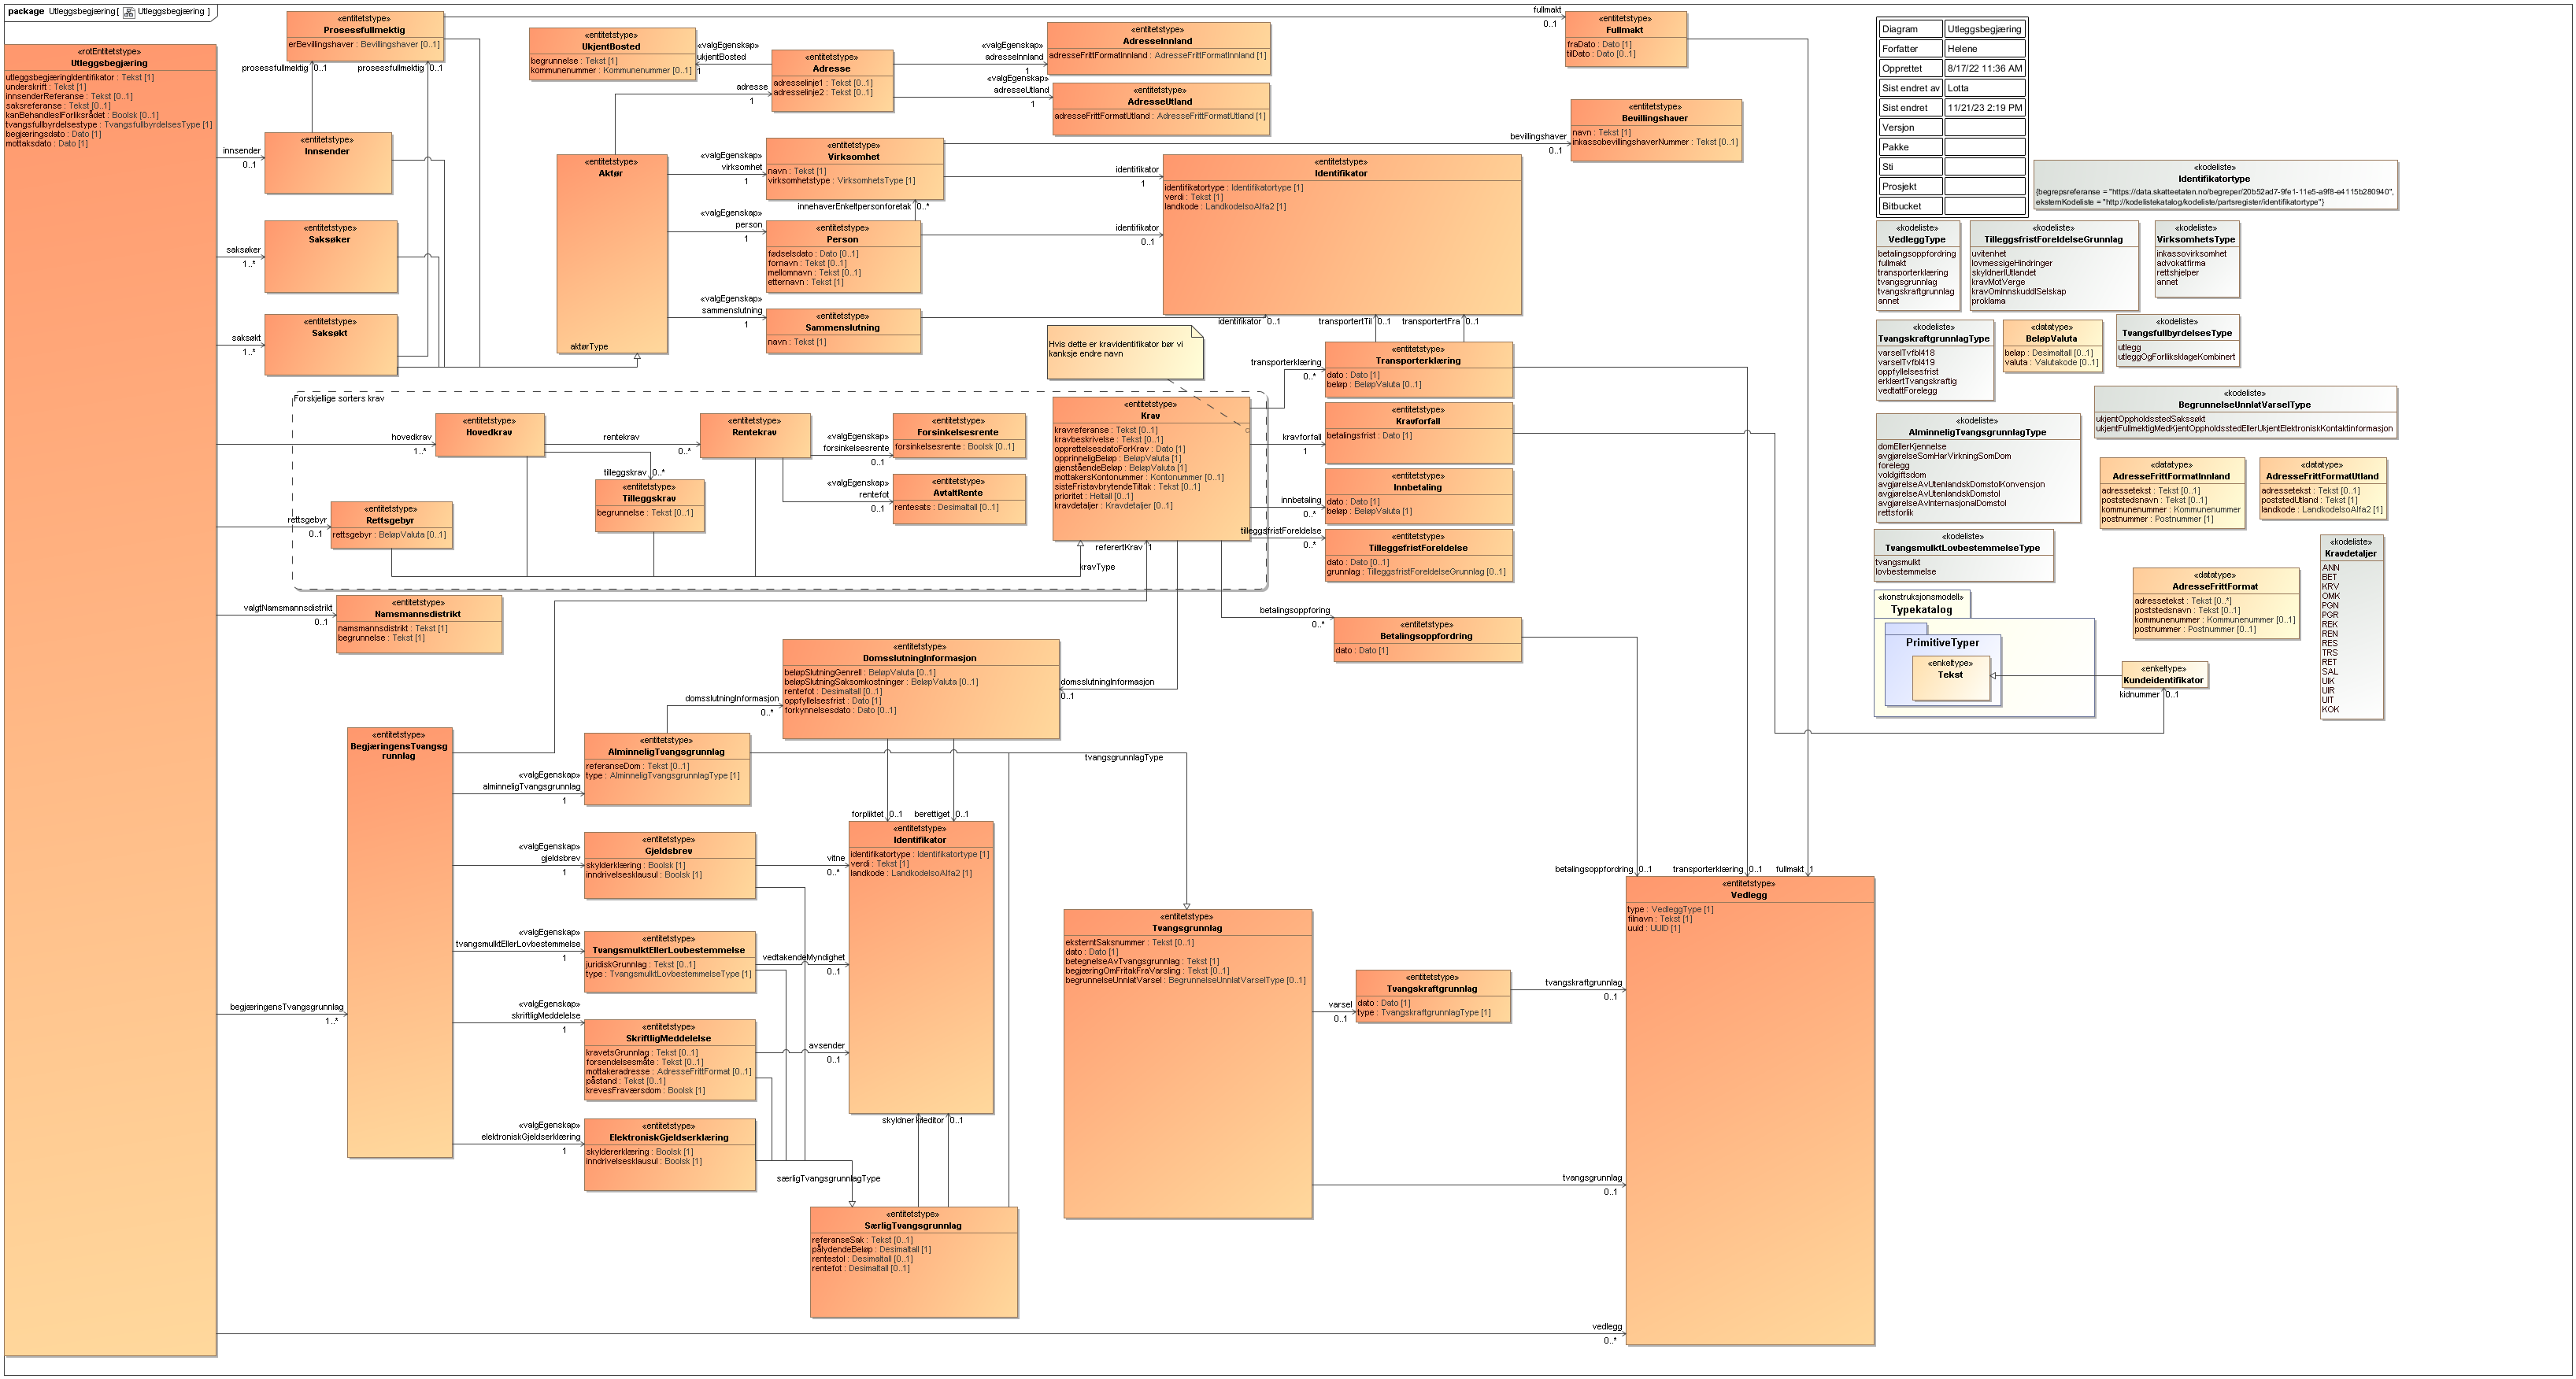 package Utleggsbegjæring [ Utleggsbegjæring ]
«rotEntitetstype»
Utleggsbegjæring
utleggsbegjæringIdentifikator : Tekst [1]
underskrift : Tekst [1]
innsenderReferanse : Tekst [0..1]
saksreferanse : Tekst [0..1]
kanBehandlesIForliksrådet : Boolsk [0..1]
tvangsfullbyrdelsestype : TvangsfullbyrdelsesType [1]
begjæringsdato : Dato [1]
mottaksdato : Dato [1]
«entitetstype»
Prosessfullmektig
erBevillingshaver : Bevillingshaver [0..1]
prosessfullmektig 0..1
prosessfullmektig 0..1
innsender
0..1
«entitetstype»
Innsender
saksøker
1..*
«entitetstype»
Saksøker
saksøkt
1..*
«entitetstype»
Saksøkt
«entitetstype»
UkjentBosted
begrunnelse : Tekst [1]
kommunenummer : Kommunenummer [0..1]
«valgEgenskap»
ukjentBosted
1
«entitetstype»
Adresse
adresselinje1 : Tekst [0..1]
adresselinje2 : Tekst [0..1]
adresse
1
«valgEgenskap»
adresseInnland
1
«entitetstype»
AdresseInnland
adresseFrittFormatInnland : AdresseFrittFormatInnland [1]
«valgEgenskap»
adresseUtland
1
«entitetstype»
AdresseUtland
adresseFrittFormatUtland : AdresseFrittFormatUtland [1]
fullmakt
0..1
«entitetstype»
Fullmakt
fraDato : Dato [1]
tilDato : Dato [0..1]
«entitetstype»
Bevillingshaver
navn : Tekst [1]
inkassobevillingshaverNummer : Tekst [0..1]
bevillingshaver
0..1
«entitetstype»
Aktør
aktørType
«valgEgenskap»
virksomhet
1
«entitetstype»
Virksomhet
navn : Tekst [1]
virksomhetstype : VirksomhetsType [1]
innehaverEnkeltpersonforetak 0..*
«valgEgenskap»
person
1
«entitetstype»
Person
fødselsdato : Dato [0..1]
fornavn : Tekst [0..1]
mellomnavn : Tekst [0..1]
etternavn : Tekst [1]
«valgEgenskap»
sammenslutning
1
«entitetstype»
Sammenslutning
navn : Tekst [1]
identifikator
1
identifikator
0..1
identifikator 0..1
«entitetstype»
Identifikator
identifikatortype : Identifikatortype [1]
verdi : Tekst [1]
landkode : LandkodeIsoAlfa2 [1]
transportertTil 0..1
transportertFra 0..1
Hvis dette er kravidentifikator bør vi
kanksje endre navn
transporterklæring
0..*
«entitetstype»
Transporterklæring
dato : Dato [1]
beløp : BeløpValuta [0..1]
Forskjellige sorters krav
hovedkrav
1..*
«entitetstype»
Hovedkrav
rentekrav
0..*
«entitetstype»
Rentekrav
tilleggskrav 0..*
«entitetstype»
Tilleggskrav
begrunnelse : Tekst [0..1]
«valgEgenskap»
forsinkelsesrente
0..1
«entitetstype»
Forsinkelsesrente
forsinkelsesrente : Boolsk [0..1]
«valgEgenskap»
rentefot
0..1
«entitetstype»
AvtaltRente
rentesats : Desimaltall [0..1]
rettsgebyr
0..1
«entitetstype»
Rettsgebyr
rettsgebyr : BeløpValuta [0..1]
«entitetstype»
Krav
kravreferanse : Tekst [0..1]
kravbeskrivelse : Tekst [0..1]
opprettelsesdatoForKrav : Dato [1]
opprinneligBeløp : BeløpValuta [1]
gjenståendeBeløp : BeløpValuta [1]
mottakersKontonummer : Kontonummer [0..1]
sisteFristavbrytendeTiltak : Tekst [0..1]
prioritet : Heltall [0..1]
kravdetaljer : Kravdetaljer [0..1]
kravType
referertKrav 1
kravforfall
1
«entitetstype»
Kravforfall
betalingsfrist : Dato [1]
innbetaling
0..*
«entitetstype»
Innbetaling
dato : Dato [1]
beløp : BeløpValuta [1]
tilleggsfristForeldelse
0..*
«entitetstype»
TilleggsfristForeldelse
dato : Dato [0..1]
grunnlag : TilleggsfristForeldelseGrunnlag [0..1]
valgtNamsmannsdistrikt
0..1
«entitetstype»
Namsmannsdistrikt
namsmannsdistrikt : Tekst [1]
begrunnelse : Tekst [1]
betalingsoppforing
0..*
«entitetstype»
Betalingsoppfordring
dato : Dato [1]
«entitetstype»
DomsslutningInformasjon
beløpSlutningGenrell : BeløpValuta [0..1]
beløpSlutningSaksomkostninger : BeløpValuta [0..1]
rentefot : Desimaltall [0..1]
oppfyllelsesfrist : Dato [1]
forkynnelsesdato : Dato [0..1]
domsslutningInformasjon
0..1
domsslutningInformasjon
0..*
begjæringensTvangsgrunnlag
1..*
«entitetstype»
BegjæringensTvangsg
runnlag
«valgEgenskap»
alminneligTvangsgrunnlag
1
«entitetstype»
AlminneligTvangsgrunnlag
referanseDom : Tekst [0..1]
type : AlminneligTvangsgrunnlagType [1]
tvangsgrunnlagType
forpliktet 0..1
berettiget 0..1
«valgEgenskap»
gjeldsbrev
1
«entitetstype»
Gjeldsbrev
skylderklæring : Boolsk [1]
inndrivelsesklausul : Boolsk [1]
vitne
0..*
«entitetstype»
Identifikator
identifikatortype : Identifikatortype [1]
verdi : Tekst [1]
landkode : LandkodeIsoAlfa2 [1]
«valgEgenskap»
tvangsmulktEllerLovbestemmelse
1
«entitetstype»
TvangsmulktEllerLovbestemmelse
juridiskGrunnlag : Tekst [0..1]
type : TvangsmulktLovbestemmelseType [1]
vedtakendeMyndighet
0..1
«valgEgenskap»
skriftligMeddelelse
1
«entitetstype»
SkriftligMeddelelse
kravetsGrunnlag : Tekst [0..1]
forsendelsesmåte : Tekst [0..1]
mottakeradresse : AdresseFrittFormat [0..1]
påstand : Tekst [0..1]
krevesFraværsdom : Boolsk [1]
avsender
0..1
«valgEgenskap»
elektroniskGjeldserklæring
1
«entitetstype»
ElektroniskGjeldserklæring
skyldererklæring : Boolsk [1]
inndrivelsesklausul : Boolsk [1]
særligTvangsgrunnlagType
skyldner
0..1
«entitetstype»
SærligTvangsgrunnlag
referanseSak : Tekst [0..1]
pålydendeBeløp : Desimaltall [1]
rentestol : Desimaltall [0..1]
rentefot : Desimaltall [0..1]
«entitetstype»
Tvangsgrunnlag
eksterntSaksnummer : Tekst [0..1]
dato : Dato [1]
betegnelseAvTvangsgrunnlag : Tekst [1]
begjæringOmFritakFraVarsling : Tekst [0..1]
begrunnelseUnnlatVarsel : BegrunnelseUnnlatVarselType [0..1]
varsel
0..1
«entitetstype»
Tvangskraftgrunnlag
dato : Dato [1]
type : TvangskraftgrunnlagType [1]
tvangskraftgrunnlag
0..1
tvangsgrunnlag
0..1
vedlegg
0..*
betalingsoppfordring 0..1
transporterklæring 0..1
fullmakt 1
«entitetstype»
Vedlegg
type : VedleggType [1]
filnavn : Tekst [1]
uuid : UUID [1]
Diagram Utleggsbegjæring
Forfatter Helene
Opprettet 8/17/22 11:36 AM
Sist endret av Lotta
Sist endret 11/21/23 2:19 PM
Versjon
Pakke
Sti
Prosjekt
Bitbucket
«kodeliste»
Identifikatortype
{begrepsreferanse = "https://data.skatteetaten.no/begreper/20b52ad7-9fe1-11e5-a9f8-e4115b280940",
eksternKodeliste = "http://kodelistekatalog/kodeliste/partsregister/identifikatortype"}
«kodeliste»
VedleggType
betalingsoppfordring
fullmakt
transporterklæring
tvangsgrunnlag
tvangskraftgrunnlag
annet
«kodeliste»
TilleggsfristForeldelseGrunnlag
uvitenhet
lovmessigeHindringer
skyldnerIUtlandet
kravMotVerge
kravOmInnskuddISelskap
proklama
«kodeliste»
VirksomhetsType
inkassovirksomhet
advokatfirma
rettshjelper
annet
«kodeliste»
TvangskraftgrunnlagType
varselTvfbl418
varselTvfbl419
oppfyllelsesfrist
erklærtTvangskraftig
vedtattForelegg
«datatype»
BeløpValuta
beløp : Desimaltall [0..1]
valuta : Valutakode [0..1]
«kodeliste»
TvangsfullbyrdelsesType
utlegg
utleggOgForliksklageKombinert
«kodeliste»
BegrunnelseUnnlatVarselType
ukjentOppholdsstedSakssøkt
ukjentFullmektigMedKjentOppholdsstedEllerUkjentElektroniskKontaktinformasjon
«kodeliste»
AlminneligTvangsgrunnlagType
domEllerKjennelse
avgjørelseSomHarVirkningSomDom
forelegg
voldgiftsdom
avgjørelseAvUtenlandskDomstolKonvensjon
avgjørelseAvUtenlandskDomstol
avgjørelseAvInternasjonalDomstol
rettsforlik
«datatype»
AdresseFrittFormatInnland
adressetekst : Tekst [0..1]
poststedsnavn : Tekst [0..1]
kommunenummer : Kommunenummer
postnummer : Postnummer [1]
«datatype»
AdresseFrittFormatUtland
adressetekst : Tekst [0..1]
poststedUtland : Tekst [1]
landkode : LandkodeIsoAlfa2 [1]
«kodeliste»
TvangsmulktLovbestemmelseType
tvangsmulkt
lovbestemmelse
«kodeliste»
Kravdetaljer
ANN
BET
KRV
OMK
PGN
PGR
REK
REN
RES
TRS
RET
SAL
UIK
UIR
UIT
KOK
«datatype»
AdresseFrittFormat
adressetekst : Tekst [0..*]
poststedsnavn : Tekst [0..1]
kommunenummer : Kommunenummer [0..1]
postnummer : Postnummer [0..1]
«konstruksjonsmodell»
Typekatalog
PrimitiveTyper
«enkeltype»
Tekst
«enkeltype»
Kundeidentifikator
kidnummer 0..1